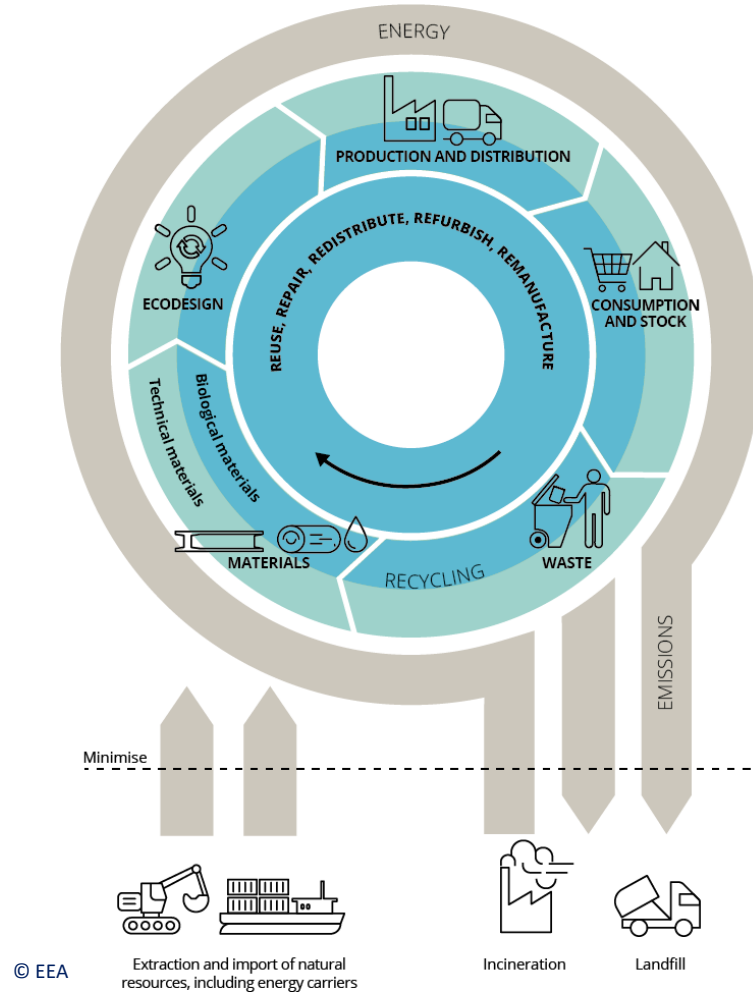 ENERGY
PRODUCTION AND DISTRIBUTION
REUSE, REPAIR, REDISTRIBUTE, REFURBISH, REMANUFACTURE
ECODESIGN
CONSUMPTION
AND STOCK
Technical materials
Biological materials
MATERIALS
RECYCLING
WASTE
EMISSIONS
Minimise
Extraction and import of natural
resources, including energy carriers
Incineration
Landfill
© EEA